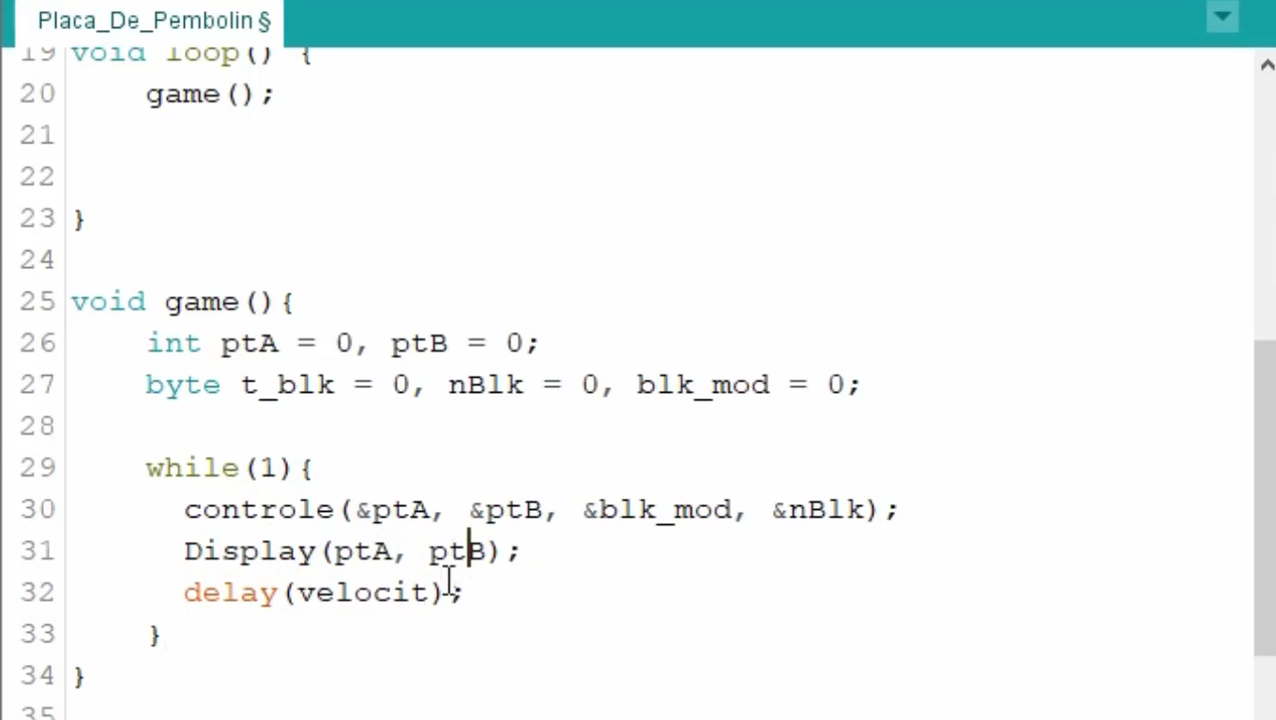 Placa_De_Pembolin §
19 void loop() {
20 game();
21
22
23 }
24
25 void game(){
26 int ptA = 0, ptB = 0;
27 byte t_blk = 0, nBlk = 0, blk_mod = 0;
28
29 while(1){
30 controle(&ptA, &ptB, &blk_mod, &nBlk);
31 Display(ptA, ptB);
32 delay(velocit);
33 }
34 }
35